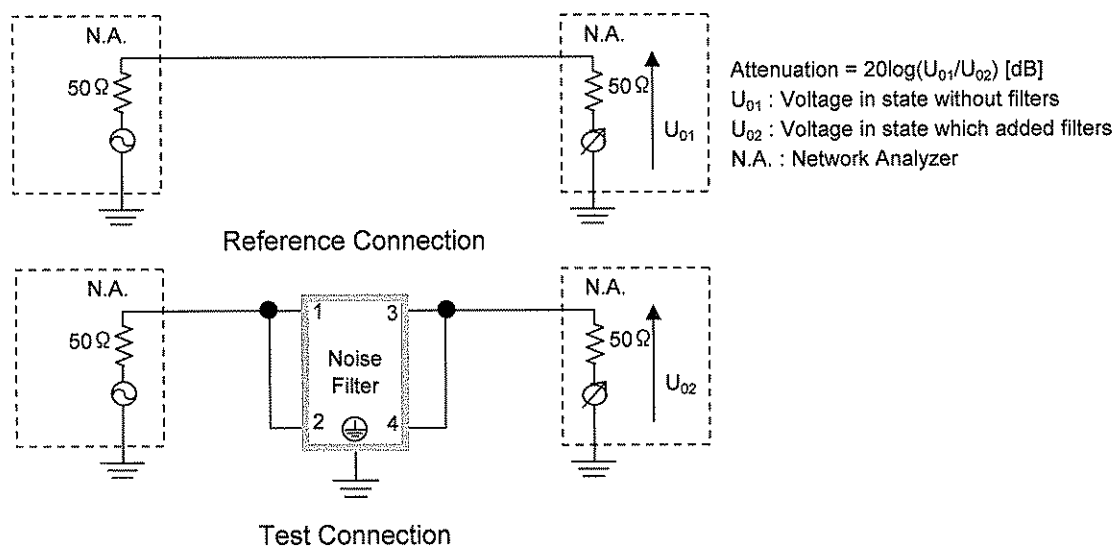 N.A.
50Ω
N.A.
50Ω
U01
Attenuation = 20log(U01/U02) [dB]
U01 : Voltage in state without filters
U02 : Voltage in state which added filters
N.A. : Network Analyzer
Reference Connection
N.A.
50Ω
1
3
Noise
Filter
2
4
N.A.
50Ω
U02
Test Connection